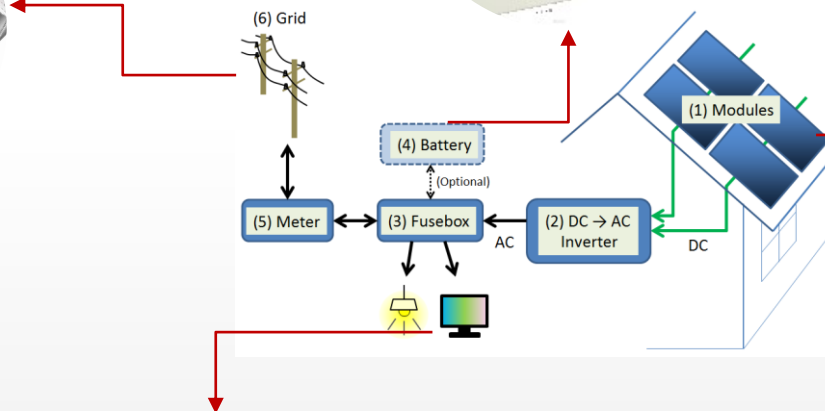 (6) Grid
(1) Modules
(4) Battery
(Optional)
(5) Meter
(3) Fusebox
(2) DC → AC
Inverter
AC
DC